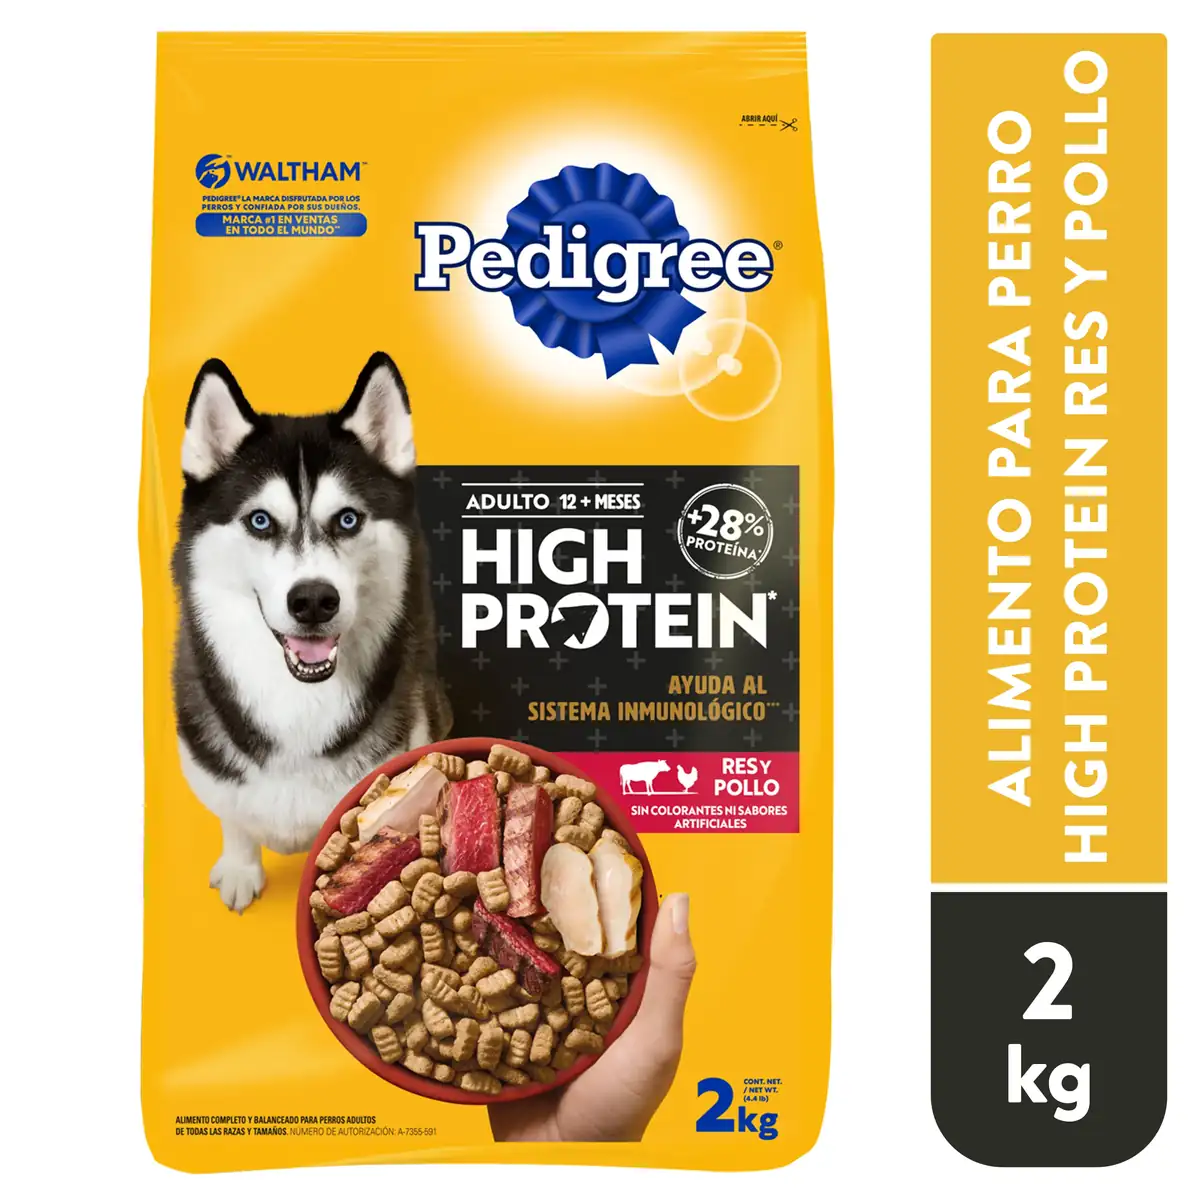 ABRIR AQUÍ
WALTHAM™
PEDIGREE® LA MARCA DISFRUTADA POR LOS
PERROS Y CONFIADA POR SUS DUEÑOS.
MARCA #1 EN VENTAS
EN TODO EL MUNDO**
Pedigree®
ADULTO 12 + MESES
+28%
PROTEÍNA*
HIGH
PROTEIN*
AYUDA AL
SISTEMA INMUNOLÓGICO***
RES Y
POLLO
SIN COLORANTES NI SABORES
ARTIFICIALES
2kg
CONT. NET.
/ NET WT.
(4.4 lb)
ALIMENTO COMPLETO Y BALANCEADO PARA PERROS ADULTOS
DE TODAS LAS RAZAS Y TAMAÑOS. NÚMERO DE AUTORIZACIÓN: A-7355-591
ALIMENTO PARA PERRO
HIGH PROTEIN RES Y POLLO
2
kg